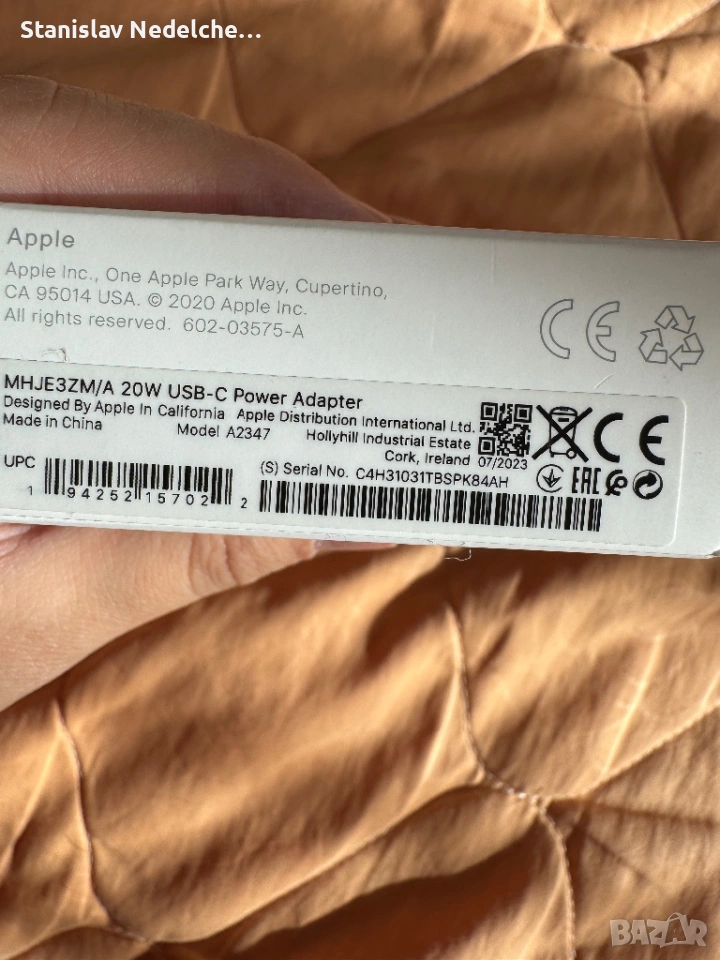 Stanislav Nedelche...
Apple
Apple Inc., One Apple Park Way, Cupertino,
CA 95014 USA. © 2020 Apple Inc.
All rights reserved. 602-03575-A
CE
MHJE3ZM/A 20W USB-C Power Adapter
Designed By Apple In California Apple Distribution International Ltd.
Made in China Model A2347 Hollyhill Industrial Estate
Cork, Ireland 07/2023
CE
EAC
UPC
1 94252 15702 2
(S) Serial No. C4H31031TBSPK84AH
BAZAR